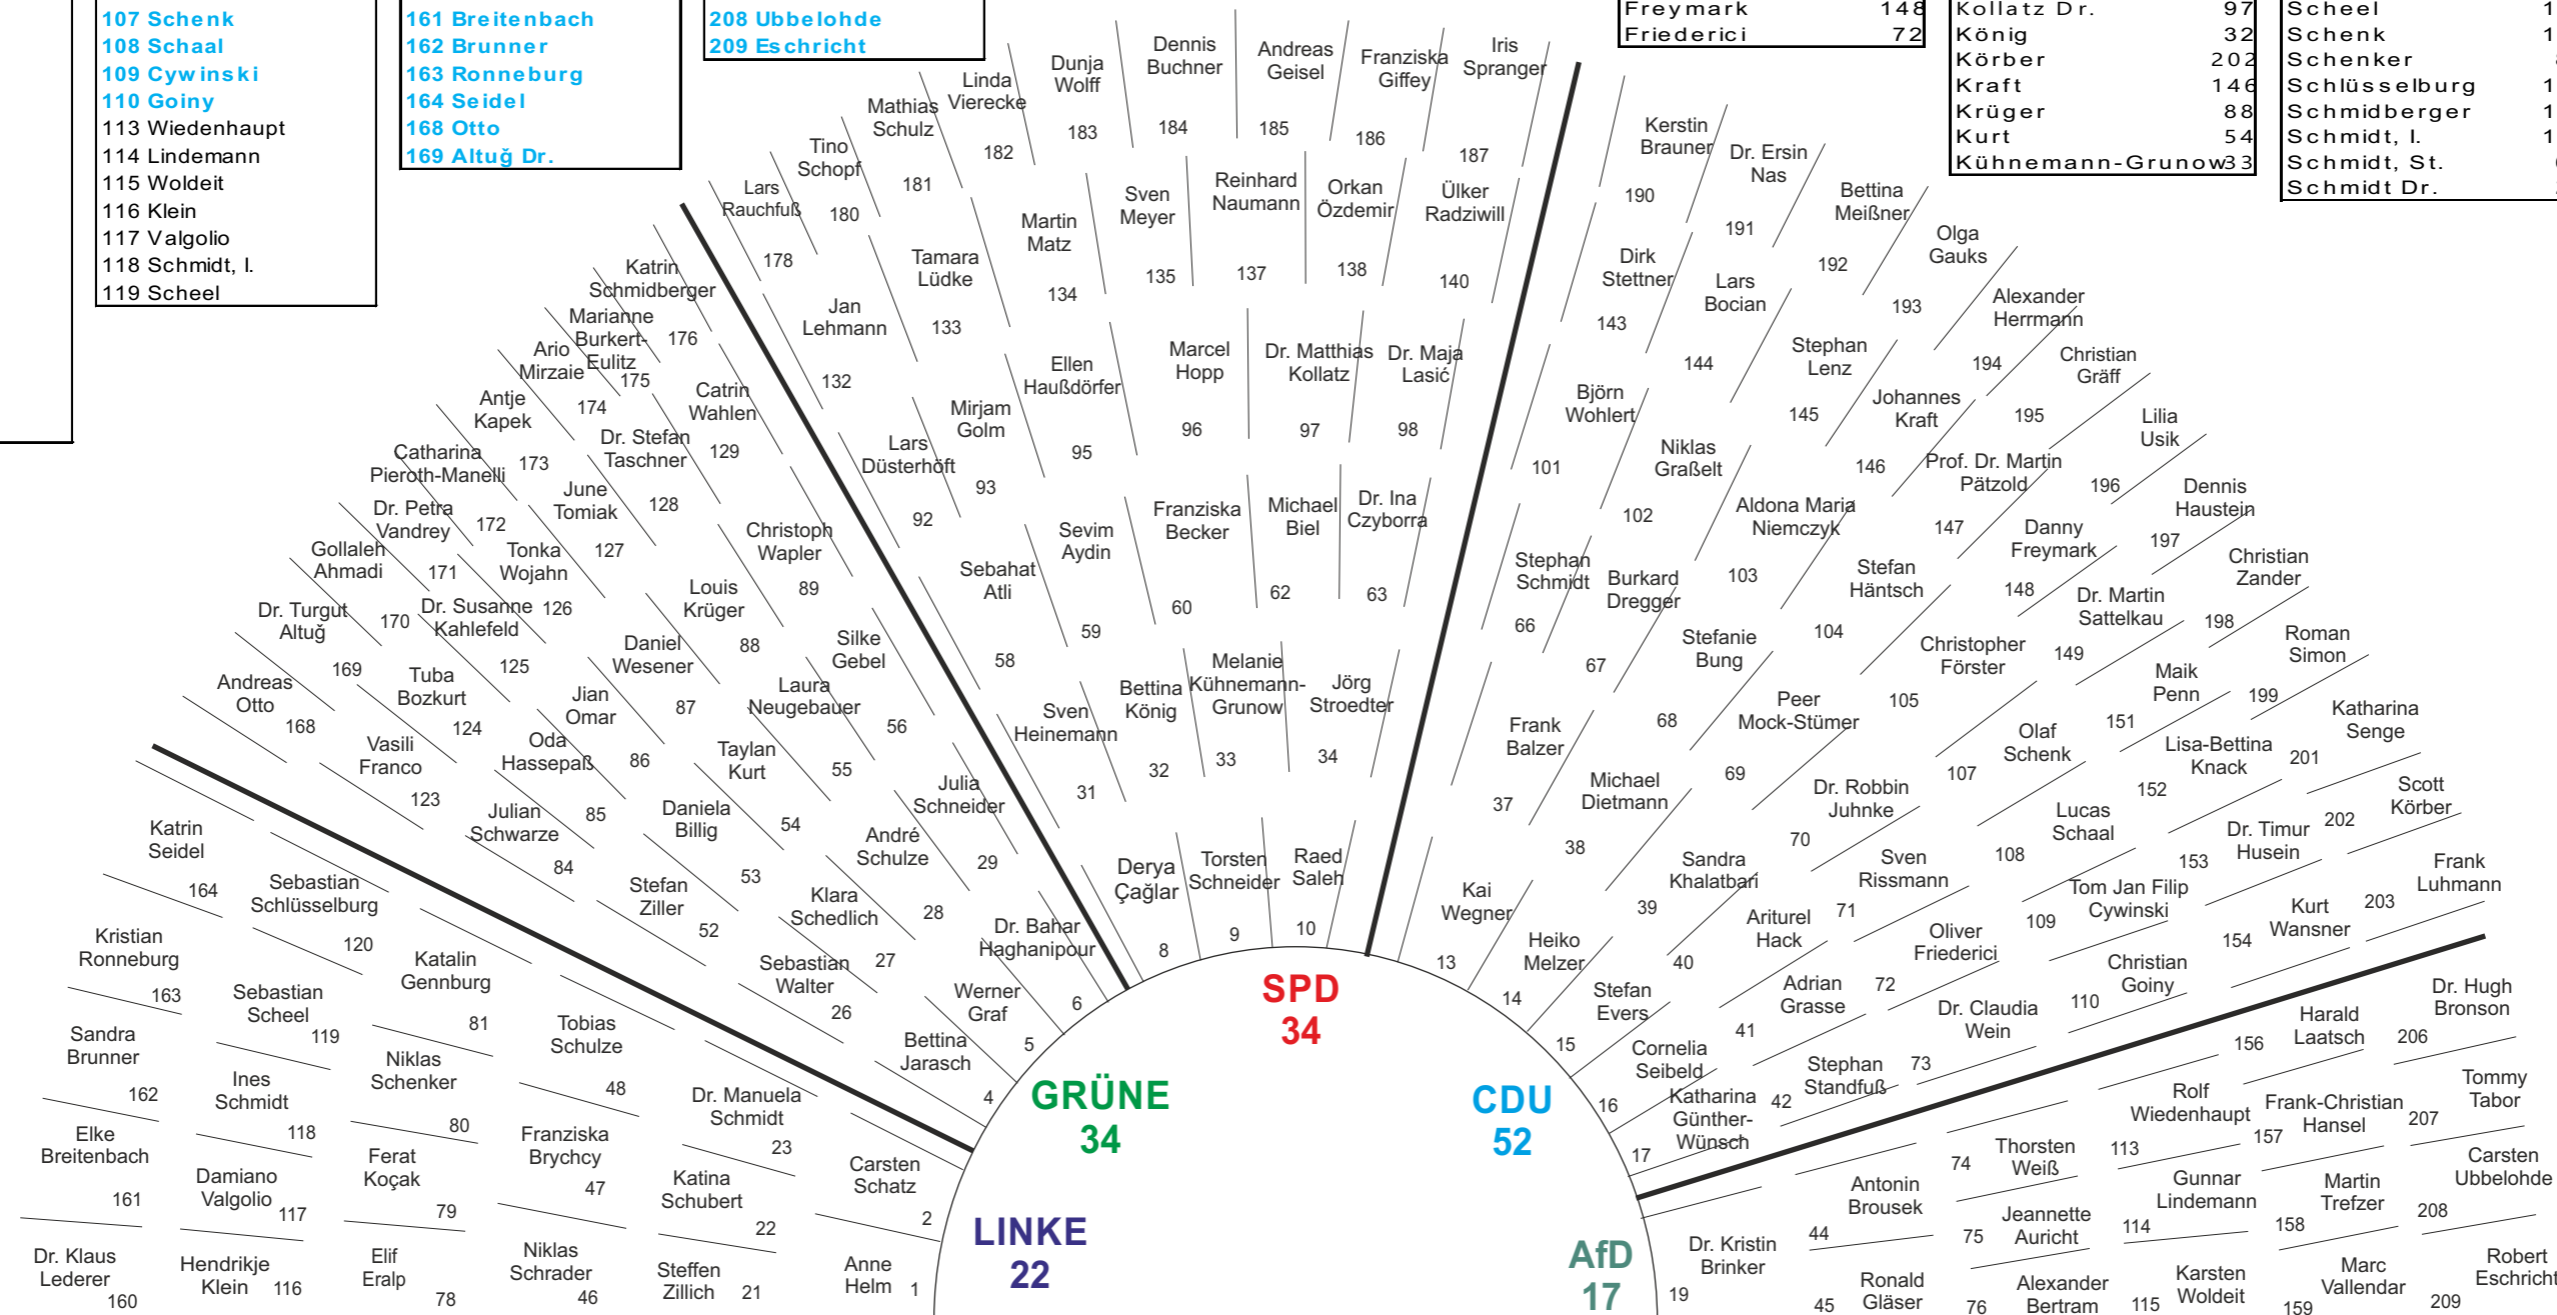 107 Schenk
108 Schaal
109 Cywinski
110 Goiny
113 Wiedenhaupt
114 Lindemann
115 Woldeit
116 Klein
117 Valgolio
118 Schmidt, I.
119 Scheel
161 Breitenbach
162 Brunner
163 Ronneburg
164 Seidel
168 Otto
169 Altuğ Dr.
208 Ubbelohde
209 Eschricht
Freymark 148
Friederici 72
Kollatz Dr. 97
König 32
Körber 202
Kraft 146
Krüger 88
Kurt 54
Kühnemann-Grunow 33
Scheel 1
Schenk 1
Schenker
Schlüsselburg 1
Schmidberger 1
Schmidt, I. 1
Schmidt, St.
Schmidt Dr.
Dr. Klaus
Lederer
160
Elke
Breitenbach
161
Sandra
Brunner
162
Kristian
Ronneburg
163
Katrin
Seidel
164
Hendrikje
Klein 116
Damiano
Valgolio
117
Ines
Schmidt
118
Sebastian
Scheel
119
Sebastian
Schlüsselburg
120
Elif
Eralp
78
Ferat
Koçak
79
Niklas
Schenker
80
Katalin
Gennburg
81
Niklas
Schrader
46
Franziska
Brychcy
47
Tobias
Schulze
48
Steffen
Zillich 21
Katina
Schubert
22
Dr. Manuela
Schmidt
23
Anne
Helm 1
Carsten
Schatz
2
LINKE
22
Andreas
Otto
168
Dr. Turgut
Altuğ
169
Gollaleh
Ahmadi
170
Dr. Petra
Vandrey
171
Catharina
Pieroth-Manelli
172
Antje
Kapek
173
Ario
Mirzaie
174
Marianne
Burkert-
Eulitz
175
Katrin
Schmidberger
176
Vasili
Franco
123
Tuba
Bozkurt
124
Dr. Susanne
Kahlefeld
125
Tonka
Wojahn
126
June
Tomiak
127
Dr. Stefan
Taschner
128
Catrin
Wahlen
129
Julian
Schwarze
84
Oda
Hassepaß
85
Jian
Omar
86
Daniel
Wesener
87
Louis
Krüger
88
Christoph
Wapler
89
Stefan
Ziller
52
Daniela
Billig
53
Taylan
Kurt
54
Laura
Neugebauer
55
Silke
Gebel
56
Sebastian
Walter
26
Klara
Schedlich
27
André
Schulze
28
Julia
Schneider
29
Bettina
Jarasch
4
Werner
Graf
5
Dr. Bahar
Haghanipour
6
GRÜNE
34
Lars
Rauchfuß
178
Tino
Schopf
180
Mathias
Schulz
181
Linda
Vierecke
182
Dunja
Wolff
183
Dennis
Buchner
184
Andreas
Geisel
185
Franziska
Giffey
186
Iris
Spranger
187
Jan
Lehmann
132
Tamara
Lüdke
133
Martin
Matz
134
Sven
Meyer
135
Reinhard
Naumann
137
Orkan
Özdemir
138
Ülker
Radziwill
140
Lars
Düsterhöft
92
Mirjam
Golm
93
Ellen
Haußdörfer
95
Marcel
Hopp
96
Dr. Matthias
Kollatz
97
Dr. Maja
Lasić
98
Sebahat
Atli
58
Sevim
Aydin
59
Franziska
Becker
60
Michael
Biel
62
Dr. Ina
Czyborra
63
Sven
Heinemann
31
Bettina
König
32
Melanie
Kühnemann-
Grunow
33
Jörg
Stroedter
34
Derya
Çağlar
8
Torsten
Schneider
9
Raed
Saleh
10
SPD
34
Kerstin
Brauner
190
Dr. Ersin
Nas
191
Bettina
Meißner
192
Olga
Gauks
193
Alexander
Herrmann
194
Christian
Gräff
195
Lilia
Usik
196
Dennis
Haustein
197
Christian
Zander
198
Roman
Simon
199
Katharina
Senge
201
Scott
Körber
202
Frank
Luhmann
203
Dirk
Stettner
143
Lars
Bocian
144
Stephan
Lenz
145
Johannes
Kraft
146
Prof. Dr. Martin
Pätzold
147
Danny
Freymark
148
Dr. Martin
Sattelkau
149
Maik
Penn
151
Lisa-Bettina
Knack
152
Dr. Timur
Husein
153
Kurt
Wansner
154
Björn
Wohlert
101
Niklas
Graßelt
102
Aldona Maria
Niemczyk
103
Stefan
Häntsch
104
Christopher
Förster
105
Olaf
Schenk
107
Lucas
Schaal
108
Tom Jan Filip
Cywinski
109
Christian
Goiny
110
Stephan
Schmidt
66
Burkard
Dregger
67
Stefanie
Bung
68
Peer
Mock-Stümer
69
Dr. Robbin
Juhnke
70
Sven
Rissmann
71
Oliver
Friederici
72
Dr. Claudia
Wein
73
Frank
Balzer
37
Michael
Dietmann
38
Sandra
Khalatbari
39
Ariturel
Hack
40
Adrian
Grasse
41
Stephan
Standfuß
42
Kai
Wegner
13
Heiko
Melzer
14
Stefan
Evers
15
Cornelia
Seibeld
16
Katharina
Günther-
Wünsch
17
CDU
52
Dr. Hugh
Bronson
206
Tommy
Tabor
207
Carsten
Ubbelohde
208
Robert
Eschricht
209
Harald
Laatsch
156
Frank-Christian
Hansel
157
Martin
Trefzer
158
Marc
Vallendar
159
Rolf
Wiedenhaupt
113
Gunnar
Lindemann
114
Karsten
Woldeit
115
Thorsten
Weiß
74
Jeannette
Auricht
75
Alexander
Bertram
76
Antonin
Brousek
44
Ronald
Gläser
45
Dr. Kristin
Brinker
19
AfD
17